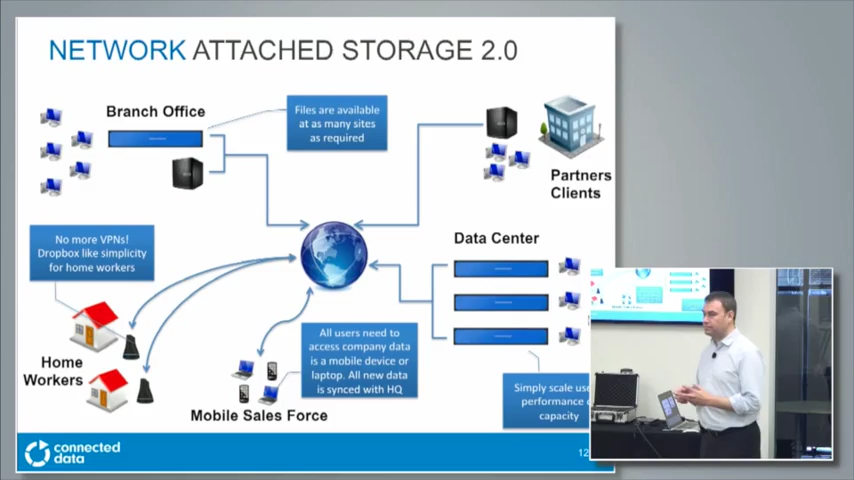 NETWORK ATTACHED STORAGE 2.0
Branch Office
Files are available
at as many sites
as required
Partners
Clients
No more VPNs!
Dropbox like simplicity
for home workers
Data Center
Home
Workers
All users need to
access company data
is a mobile device or
laptop. All new data
is synced with HQ
Mobile Sales Force
Simply scale
performance
capacity
connected
data
12